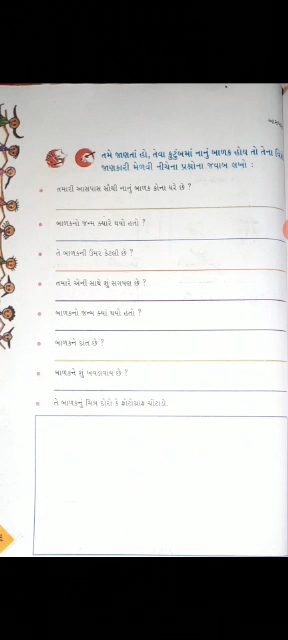 તમે જાણતાં હો, તેવા કુટુંબમાં નાનું બાળક હોય તો તેના
જાણકારી મેળવી નીચેના પ્રશ્નોના જવાબ લખો :
તમારી આસપાસ સૌથી નાનું બાળક કોના ઘરે છે ?
બાળકનો જન્મ ક્યારે થયો હતો ?
તે બાળકની ઉંમર કેટલી છે ?
તમારે એની સાથે શું સગપણ છે ?
બાળકનો જન્મ ક્યાં થયો હતો ?
બાળકને દાંત છે ?
બાળકને શું ખવડાવાય છે ?
તે બાળકનું ચિત્ર દોરો કે ફોટોગ્રાફ ચોંટાડો.